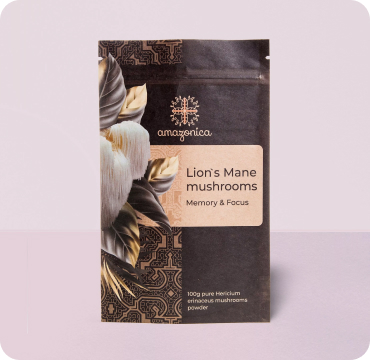 amazonica
Lion's Mane
mushrooms
Memory & Focus
100g pure Hericium
erinaceus mushrooms
powder